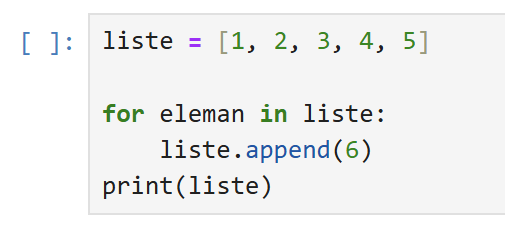 [ ]: liste = [1, 2, 3, 4, 5]
for eleman in liste:
    liste.append(6)
print(liste)